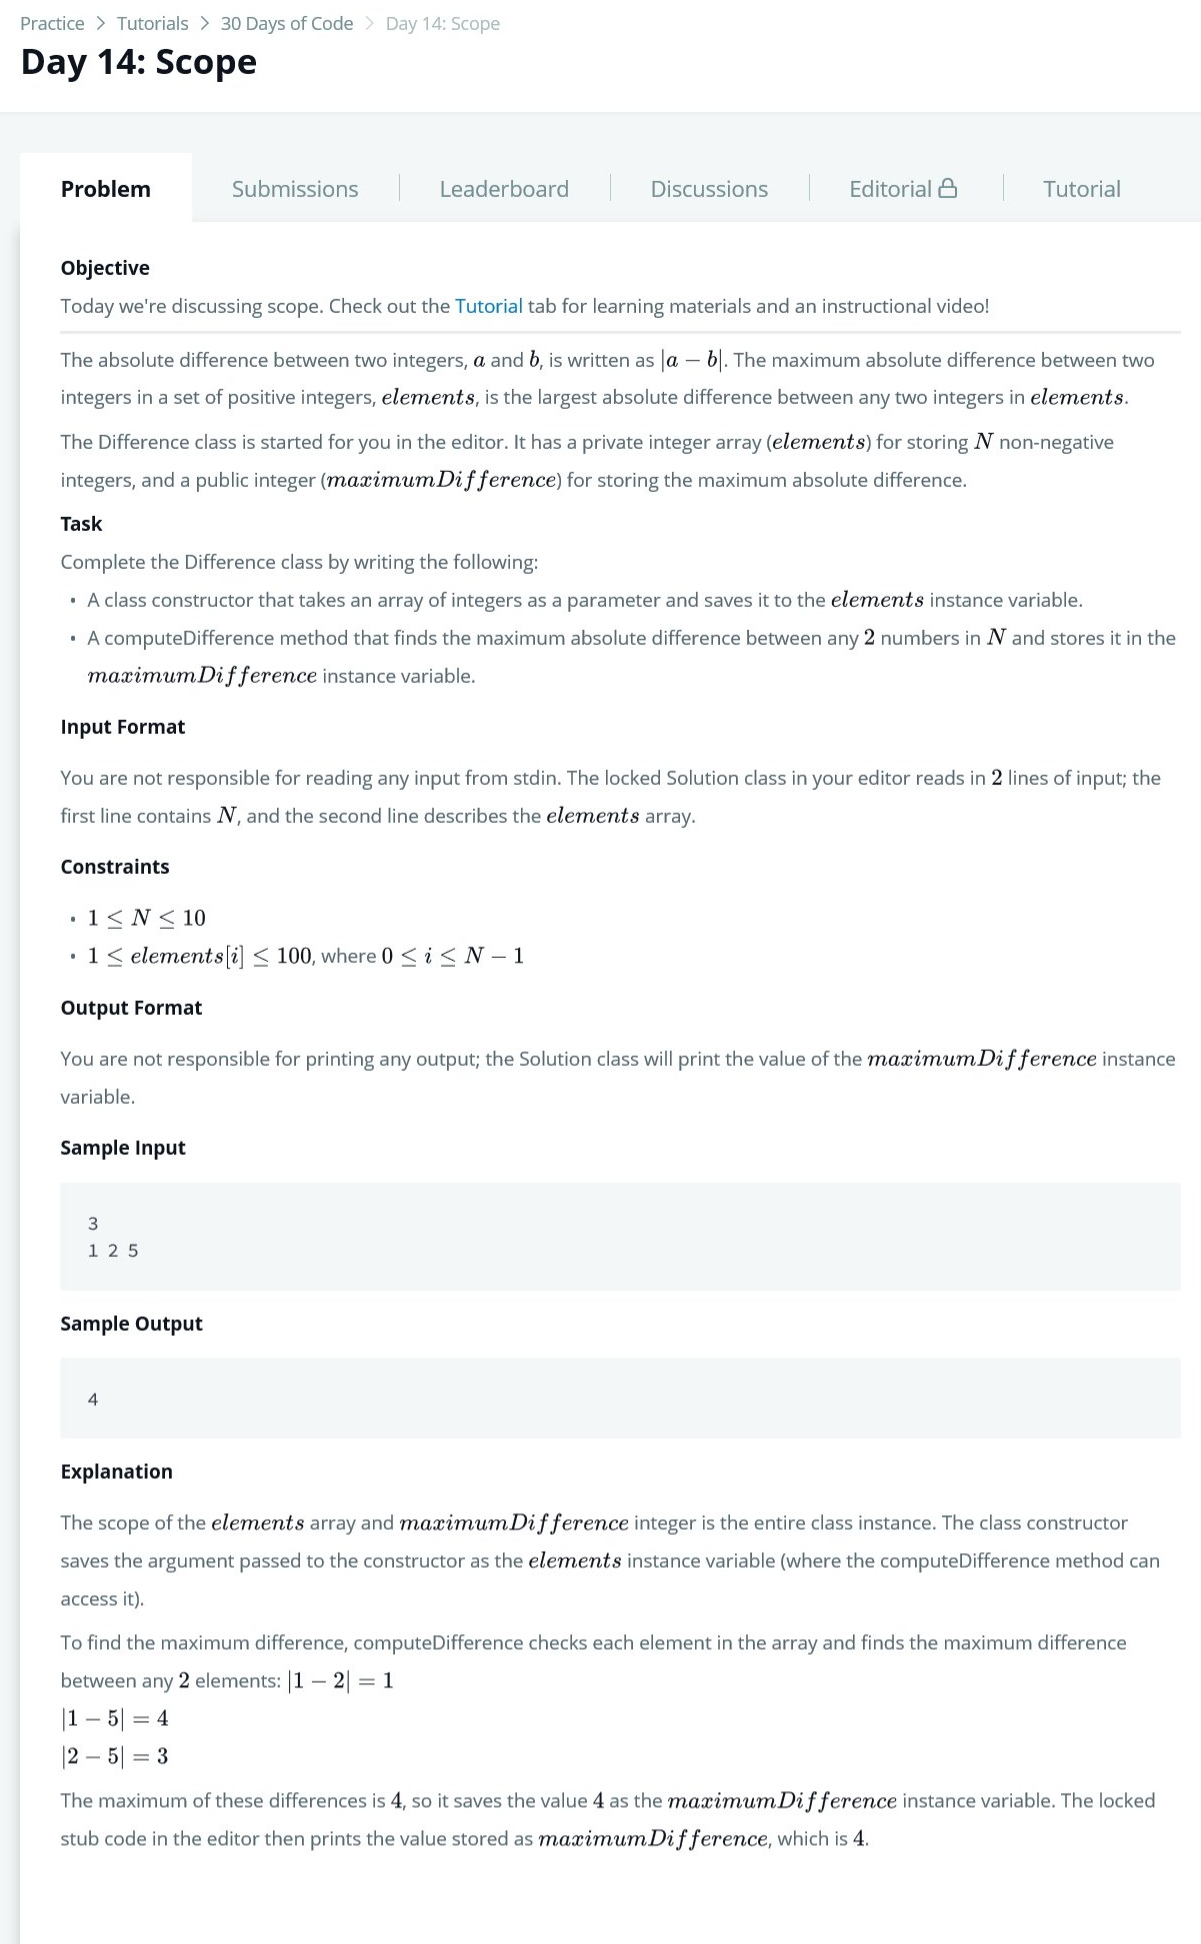 Practice > Tutorials > 30 Days of Code > Day 14: Scope
Day 14: Scope
Problem Submissions Leaderboard Discussions Editorial Tutorial
Objective
Today we're discussing scope. Check out the Tutorial tab for learning materials and an instructional video!
The absolute difference between two integers, a and b, is written as |a − b|. The maximum absolute difference between two
integers in a set of positive integers, elements, is the largest absolute difference between any two integers in elements.
The Difference class is started for you in the editor. It has a private integer array (elements) for storing N non-negative
integers, and a public integer (maximumDifference) for storing the maximum absolute difference.
Task
Complete the Difference class by writing the following:
• A class constructor that takes an array of integers as a parameter and saves it to the elements instance variable.
• A computeDifference method that finds the maximum absolute difference between any 2 numbers in N and stores it in the
maximumDifference instance variable.
Input Format
You are not responsible for reading any input from stdin. The locked Solution class in your editor reads in 2 lines of input; the
first line contains N, and the second line describes the elements array.
Constraints
• 1 ≤ N ≤ 10
• 1 ≤ elements[i] ≤ 100, where 0 ≤ i ≤ N − 1
Output Format
You are not responsible for printing any output; the Solution class will print the value of the maximumDifference instance
variable.
Sample Input
3
1 2 5
Sample Output
4
Explanation
The scope of the elements array and maximumDifference integer is the entire class instance. The class constructor
saves the argument passed to the constructor as the elements instance variable (where the computeDifference method can
access it).
To find the maximum difference, computeDifference checks each element in the array and finds the maximum difference
between any 2 elements: |1 − 2| = 1
|1 − 5| = 4
|2 − 5| = 3
The maximum of these differences is 4, so it saves the value 4 as the maximumDifference instance variable. The locked
stub code in the editor then prints the value stored as maximumDifference, which is 4.